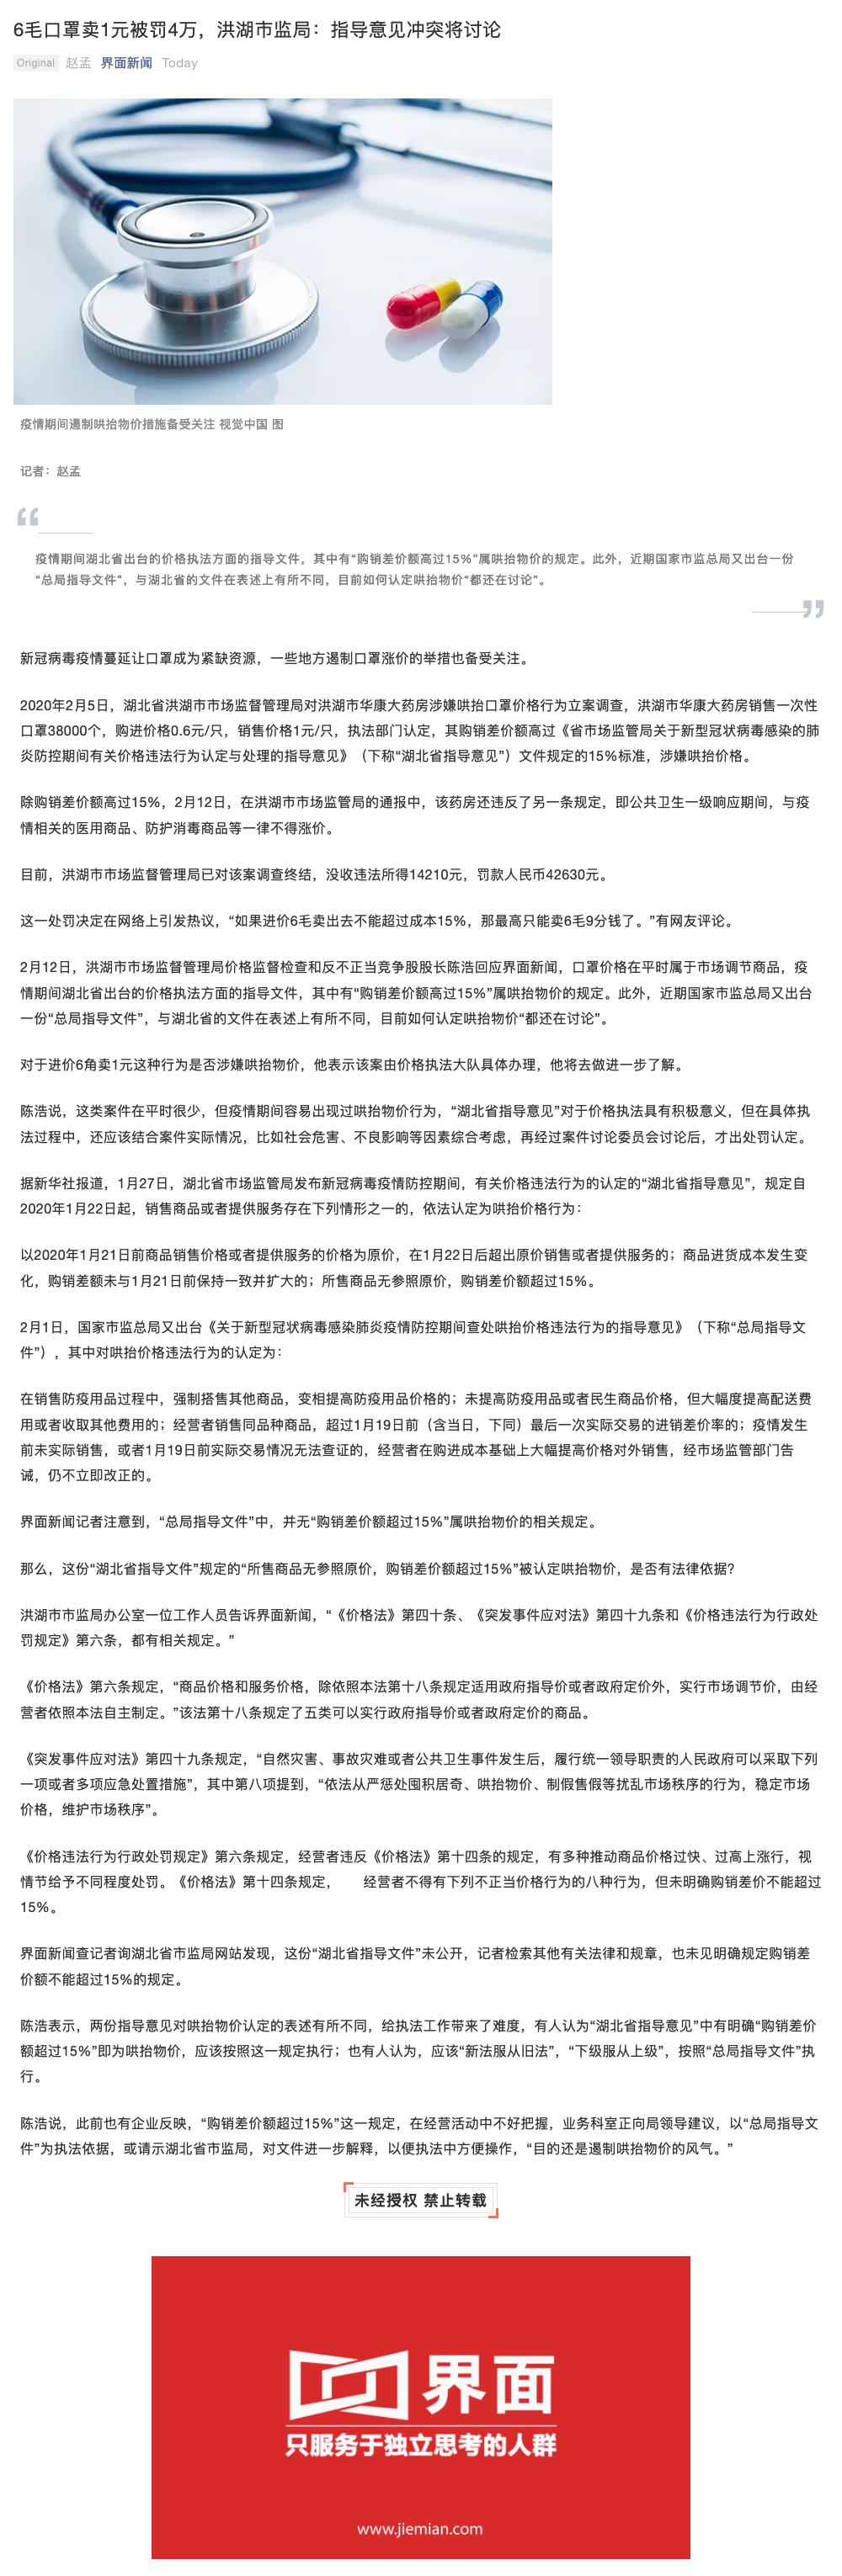 6毛口罩卖1元被罚4万，洪湖市监局：指导意见冲突将讨论
Original 赵孟 界面新闻 Today
疫情期间遏制哄抬物价措施备受关注 视觉中国 图
记者：赵孟
疫情期间湖北省出台的价格执法方面的指导文件，其中有“购销差价额高过15%”属哄抬物价的规定。此外，近期国家市监总局又出台一份
“总局指导文件”，与湖北省的文件在表述上有所不同，目前如何认定哄抬物价“都还在讨论”。
新冠病毒疫情蔓延让口罩成为紧缺资源，一些地方遏制口罩涨价的举措也备受关注。
2020年2月5日，湖北省洪湖市市场监督管理局对洪湖市华康大药房涉嫌哄抬口罩价格行为立案调查，洪湖市华康大药房销售一次性
口罩38000个，购进价格0.6元/只，销售价格1元/只，执法部门认定，其购销差价额高过《省市场监管局关于新型冠状病毒感染的肺
炎防控期间有关价格违法行为认定与处理的指导意见》（下称“湖北省指导意见”）文件规定的15%标准，涉嫌哄抬价格。
除购销差价额高过15%，2月12日，在洪湖市市场监管局的通报中，该药房还违反了另一条规定，即公共卫生一级响应期间，与疫
情相关的医用商品、防护消毒商品等一律不得涨价。
目前，洪湖市市场监督管理局已对该案调查终结，没收违法所得14210元，罚款人民币42630元。
这一处罚决定在网络上引发热议，“如果进价6毛卖出去不能超过成本15%，那最高只能卖6毛9分钱了。”有网友评论。
2月12日，洪湖市市场监督管理局价格监督检查和反不正当竞争股股长陈浩回应界面新闻，口罩价格在平时属于市场调节商品，疫
情期间湖北省出台的价格执法方面的指导文件，其中有“购销差价额高过15%”属哄抬物价的规定。此外，近期国家市监总局又出台
一份“总局指导文件”，与湖北省的文件在表述上有所不同，目前如何认定哄抬物价“都还在讨论”。
对于进价6角卖1元这种行为是否涉嫌哄抬物价，他表示该案由价格执法大队具体办理，他将去做进一步了解。
陈浩说，这类案件在平时很少，但疫情期间容易出现过哄抬物价行为，“湖北省指导意见”对于价格执法具有积极意义，但在具体执
法过程中，还应该结合案件实际情况，比如社会危害、不良影响等因素综合考虑，再经过案件讨论委员会讨论后，才出处罚认定。
据新华社报道，1月27日，湖北省市场监管局发布新冠病毒疫情防控期间，有关价格违法行为的认定的“湖北省指导意见”，规定自
2020年1月22日起，销售商品或者提供服务存在下列情形之一的，依法认定为哄抬价格行为：
以2020年1月21日前商品销售价格或者提供服务的价格为原价，在1月22日后超出原价销售或者提供服务的；商品进货成本发生变
化，购销差额未与1月21日前保持一致并扩大的；所售商品无参照原价，购销差价额超过15%。
2月1日，国家市监总局又出台《关于新型冠状病毒感染肺炎疫情防控期间查处哄抬价格违法行为的指导意见》（下称“总局指导文
件”），其中对哄抬价格违法行为的认定为：
在销售防疫用品过程中，强制搭售其他商品，变相提高防疫用品价格的；未提高防疫用品或者民生商品价格，但大幅度提高配送费
用或者收取其他费用的；经营者销售同品种商品，超过1月19日前（含当日，下同）最后一次实际交易的进销差价率的；疫情发生
前未实际销售，或者1月19日前实际交易情况无法查证的，经营者在购进成本基础上大幅提高价格对外销售，经市场监管部门告
诫，仍不立即改正的。
界面新闻记者注意到，“总局指导文件”中，并无“购销差价额超过15%”属哄抬物价的相关规定。
那么，这份“湖北省指导文件”规定的“所售商品无参照原价，购销差价额超过15%”被认定哄抬物价，是否有法律依据？
洪湖市市监局办公室一位工作人员告诉界面新闻，“《价格法》第四十条、《突发事件应对法》第四十九条和《价格违法行为行政处
罚规定》第六条，都有相关规定。”
《价格法》第六条规定，“商品价格和服务价格，除依照本法第十八条规定适用政府指导价或者政府定价外，实行市场调节价，由经
营者依照本法自主制定。”该法第十八条规定了五类可以实行政府指导价或者政府定价的商品。
《突发事件应对法》第四十九条规定，“自然灾害、事故灾难或者公共卫生事件发生后，履行统一领导职责的人民政府可以采取下列
一项或者多项应急处置措施”，其中第八项提到，“依法从严惩处囤积居奇、哄抬物价、制假售假等扰乱市场秩序的行为，稳定市场
价格，维护市场秩序”。
《价格违法行为行政处罚规定》第六条规定，经营者违反《价格法》第十四条的规定，有多种推动商品价格过快、过高上涨行，视
情节给予不同程度处罚。《价格法》第十四条规定， 经营者不得有下列不正当价格行为的八种行为，但未明确购销差价不能超过
15%。
界面新闻查记者询湖北省市监局网站发现，这份“湖北省指导文件”未公开，记者检索其他有关法律和规章，也未见明确规定购销差
价额不能超过15%的规定。
陈浩表示，两份指导意见对哄抬物价认定的表述有所不同，给执法工作带来了难度，有人认为“湖北省指导意见”中有明确“购销差价
额超过15%”即为哄抬物价，应该按照这一规定执行；也有人认为，应该“新法服从旧法”，“下级服从上级”，按照“总局指导文件”执
行。
陈浩说，此前也有企业反映，“购销差价额超过15%”这一规定，在经营活动中不好把握，业务科室正向局领导建议，以“总局指导文
件”为执法依据，或请示湖北省市监局，对文件进一步解释，以便执法中方便操作，“目的还是遏制哄抬物价的风气。”
未经授权 禁止转载
界面
只服务于独立思考的人群
www.jiemian.com